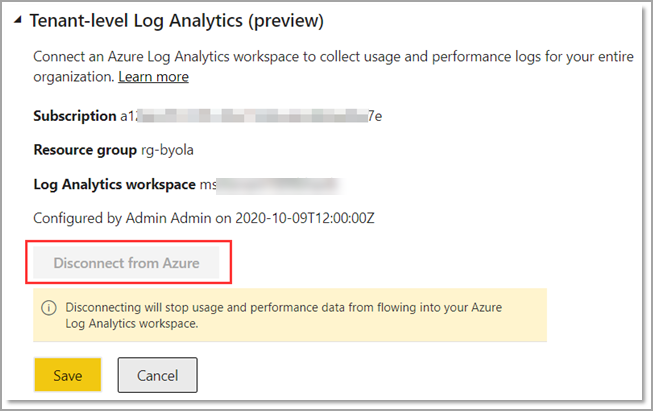 Tenant-level Log Analytics (preview)
Connect an Azure Log Analytics workspace to collect usage and performance logs for your entire
organization. Learn more
Subscription a12 7e
Resource group rg-byola
Log Analytics workspace ms
Configured by Admin Admin on 2020-10-09T12:00:00Z
Disconnect from Azure
Disconnecting will stop usage and performance data from flowing into your Azure
Log Analytics workspace.
Save
Cancel